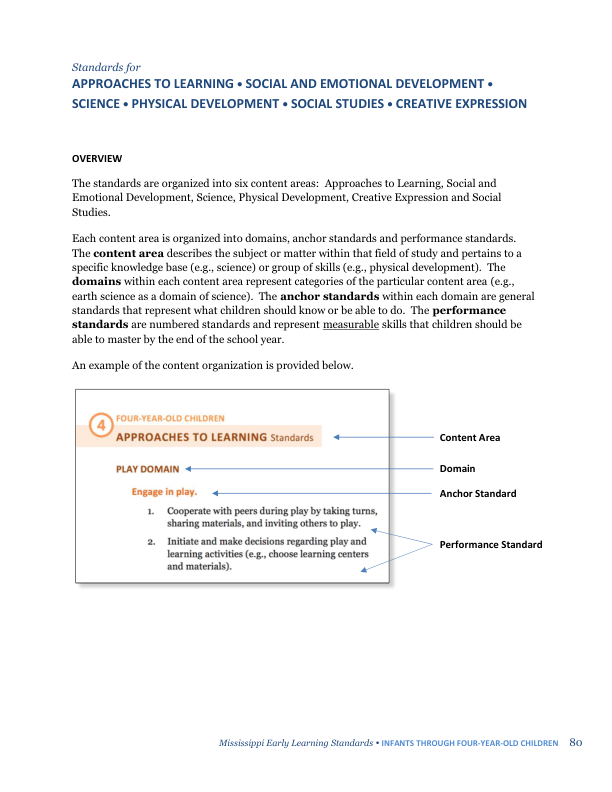 Standards for
APPROACHES TO LEARNING • SOCIAL AND EMOTIONAL DEVELOPMENT •
SCIENCE • PHYSICAL DEVELOPMENT • SOCIAL STUDIES • CREATIVE EXPRESSION
OVERVIEW
The standards are organized into six content areas:  Approaches to Learning, Social and
Emotional Development, Science, Physical Development, Creative Expression and Social
Studies.
Each content area is organized into domains, anchor standards and performance standards.
The content area describes the subject or matter within that field of study and pertains to a
specific knowledge base (e.g., science) or group of skills (e.g., physical development).  The
domains within each content area represent categories of the particular content area (e.g.,
earth science as a domain of science).  The anchor standards within each domain are general
standards that represent what children should know or be able to do.  The performance
standards are numbered standards and represent measurable skills that children should be
able to master by the end of the school year.
An example of the content organization is provided below.
4 FOUR-YEAR-OLD CHILDREN
APPROACHES TO LEARNING Standards
Content Area
PLAY DOMAIN
Domain
Engage in play.
Anchor Standard
1. Cooperate with peers during play by taking turns,
sharing materials, and inviting others to play.
2. Initiate and make decisions regarding play and
learning activities (e.g., choose learning centers
and materials).
Performance Standard
Mississippi Early Learning Standards • INFANTS THROUGH FOUR-YEAR-OLD CHILDREN 80